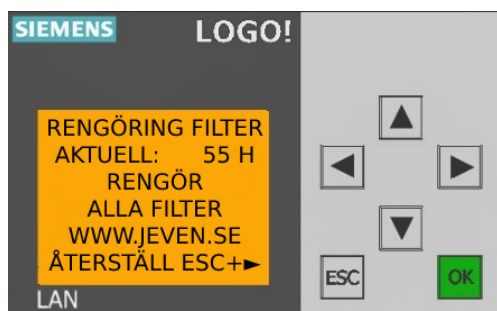 SIEMENS LOGO!
RENGÖRING FILTER
AKTUELL: 55 H
RENGÖR
ALLA FILTER
WWW.JEVEN.SE
ÅTERSTÄLL ESC+►
LAN
▲
◄ ►
▼
ESC OK